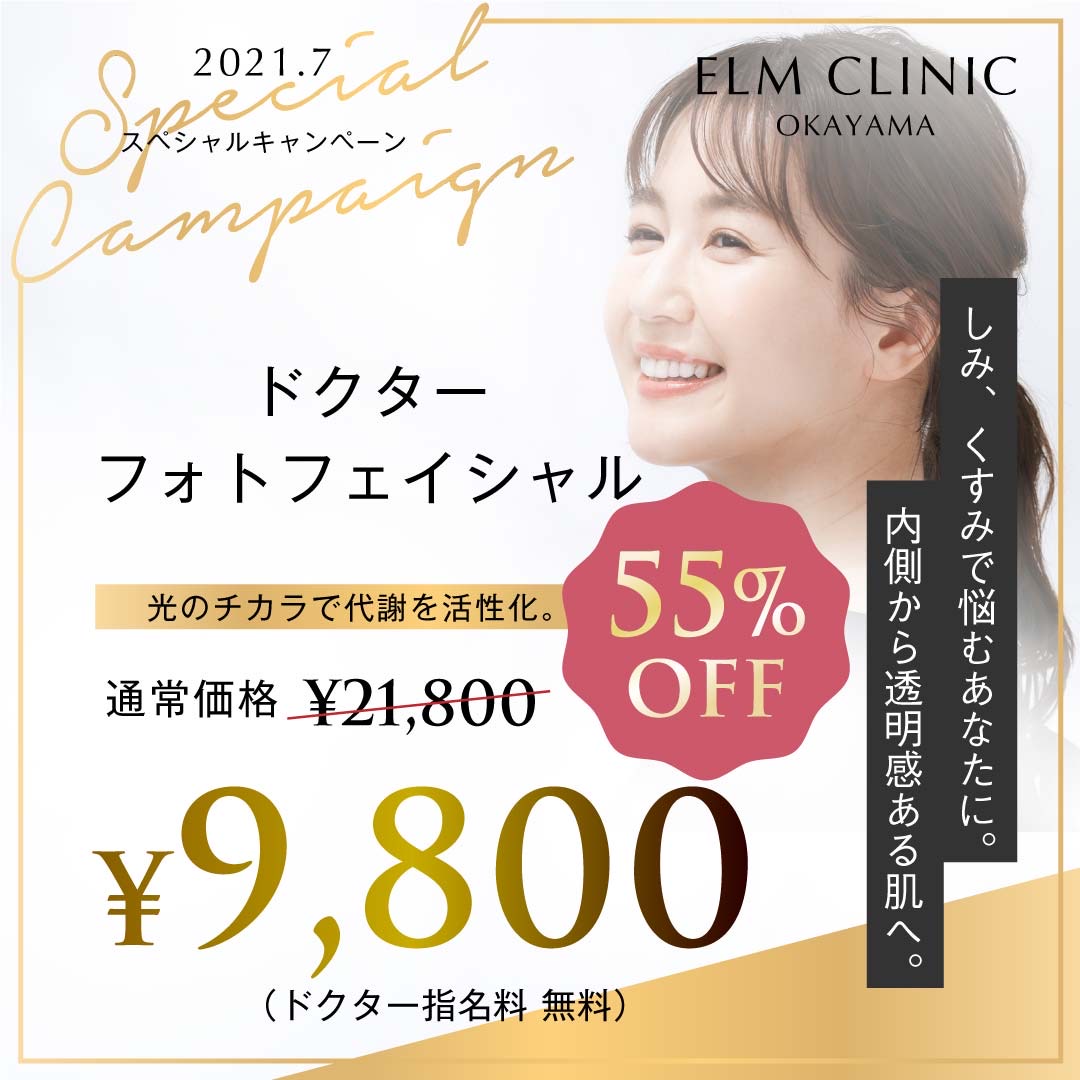 2021.7
Special
スペシャルキャンペーン
Campaign
ELM CLINIC
OKAYAMA
しみ、くすみで悩むあなたに。
内側から透明感ある肌へ。
ドクター
フォトフェイシャル
55%
OFF
光のチカラで代謝を活性化。
通常価格 ¥21,800
¥9,800
（ドクター指名料 無料）